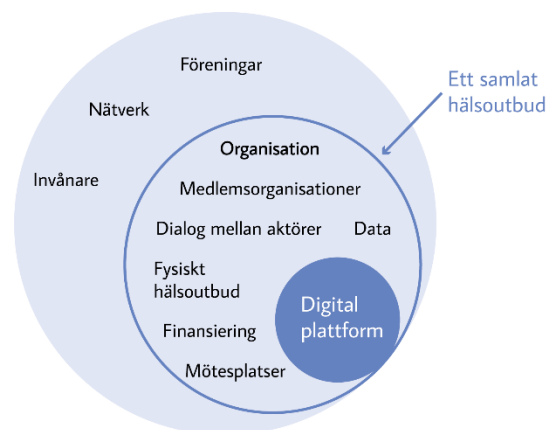 Föreningar
Ett samlat
hälsoutbud
Nätverk
Organisation
Invånare
Medlemsorganisationer
Dialog mellan aktörer
Data
Fysiskt
hälsoutbud
Digital
plattform
Finansiering
Mötesplatser